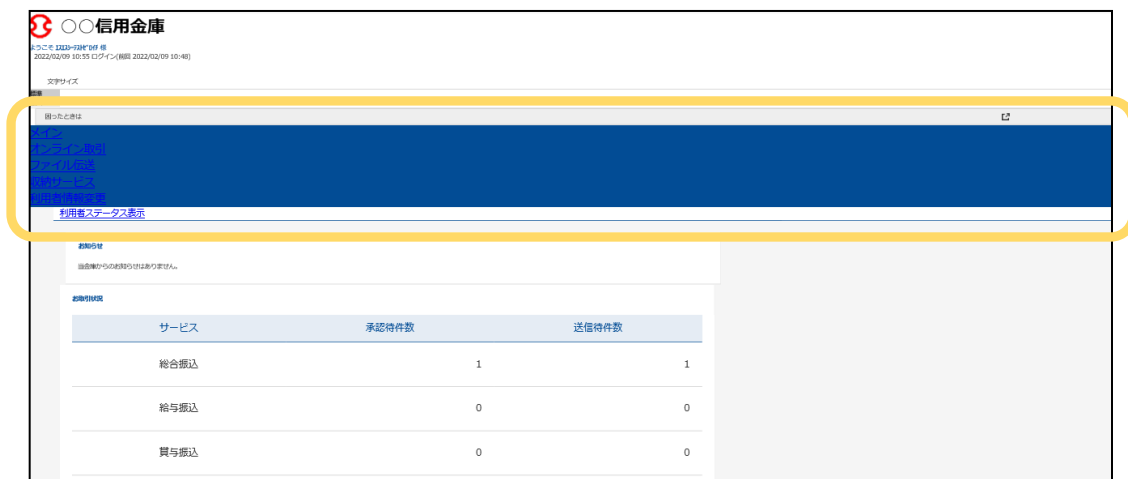 ○○信用金庫
ようこそ 様
2022/02/09 10:55 ログイン(前回 2022/02/09 10:48)
文字サイズ
標準
困ったときは
メイン
オンライン取引
ファイル伝送
収納サービス
利用者情報変更
利用者ステータス表示
お知らせ
当金庫からのお知らせはありません。
お取引状況
サービス 承認待件数 送信待件数
総合振込 1 1
給与振込 0 0
賞与振込 0 0